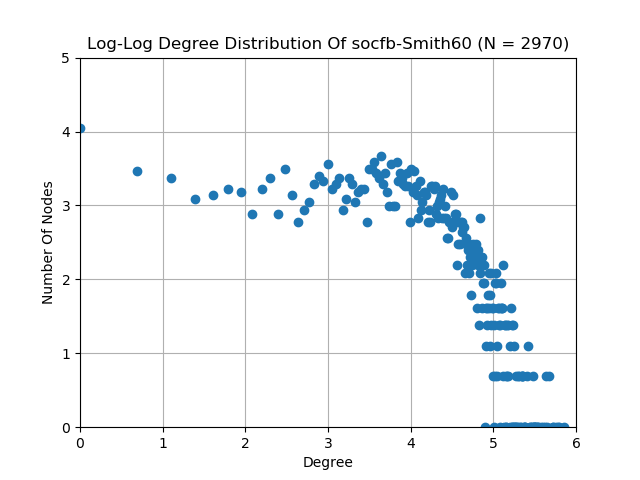 Log-Log Degree Distribution Of socfb-Smith60 (N = 2970)
5
4
3
2
1
0
Number Of Nodes
0 1 2 3 4 5 6
Degree